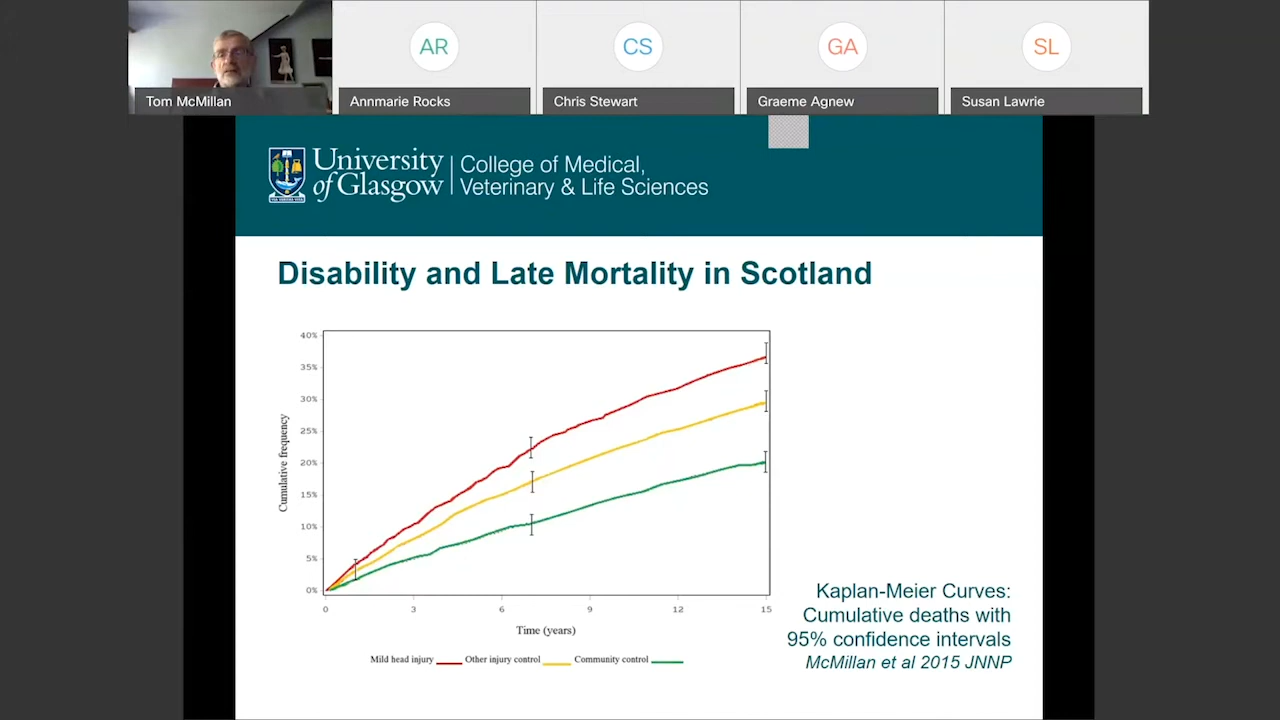 AR
CS
GA
SL
Tom McMillan
Annmarie Rocks
Chris Stewart
Graeme Agnew
Susan Lawrie
University
of Glasgow
College of Medical,
Veterinary & Life Sciences
Disability and Late Mortality in Scotland
40%
35%
30%
25%
20%
15%
10%
5%
0%
Cumulative frequency
0 3 6 9 12 15
Time (years)
Mild head injury Other injury control Community control
Kaplan-Meier Curves:
Cumulative deaths with
95% confidence intervals
McMillan et al 2015 JNNP